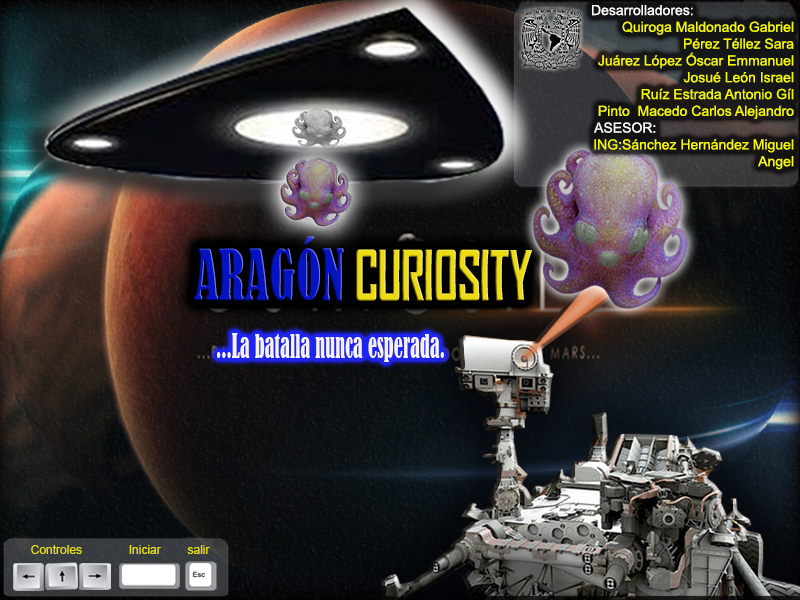 Desarrolladores:
Quiroga Maldonado Gabriel
Pérez Téllez Sara
Juárez López Óscar Emmanuel
Josué León Israel
Ruíz Estrada Antonio Gíl
Pinto Macedo Carlos Alejandro
ASESOR:
ING:Sánchez Hernández Miguel
Angel
ARAGÓN CURIOSITY
...La batalla nunca esperada.
MARS...
Controles Iniciar salir
← ↑ → Esc